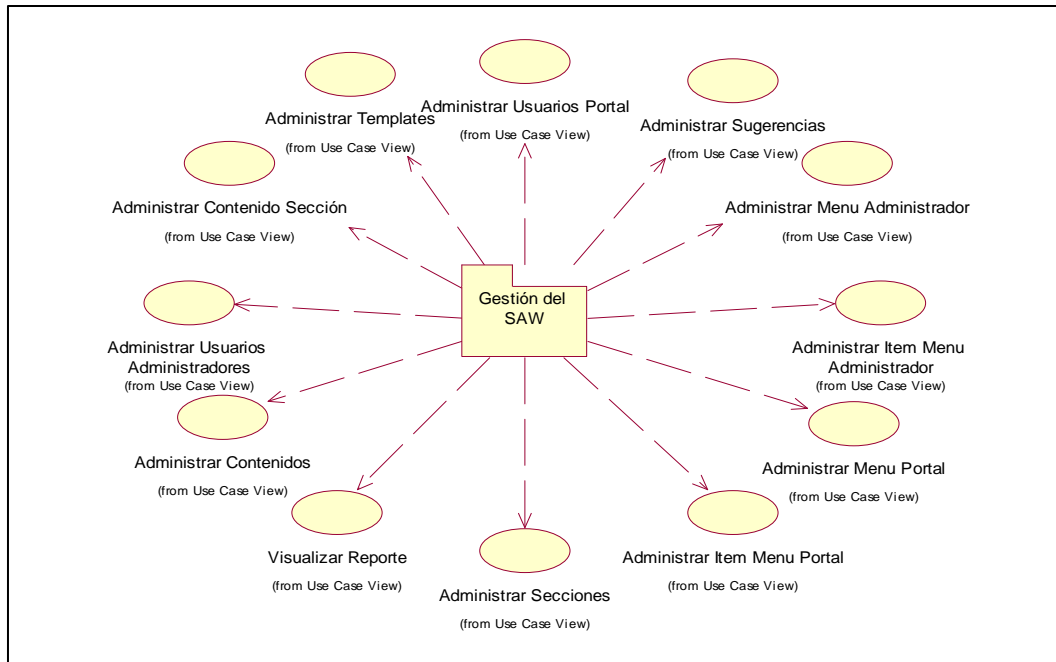 Administrar Usuarios Portal
(from Use Case View)
Administrar Templates
(from Use Case View)
Administrar Sugerencias
(from Use Case View)
Administrar Contenido Sección
(from Use Case View)
Administrar Menu Administrador
(from Use Case View)
Gestión del
SAW
Administrar Usuarios
Administradores
(from Use Case View)
Administrar Item Menu
Administrador
(from Use Case View)
Administrar Contenidos
(from Use Case View)
Administrar Menu Portal
(from Use Case View)
Visualizar Reporte
(from Use Case View)
Administrar Item Menu Portal
(from Use Case View)
Administrar Secciones
(from Use Case View)